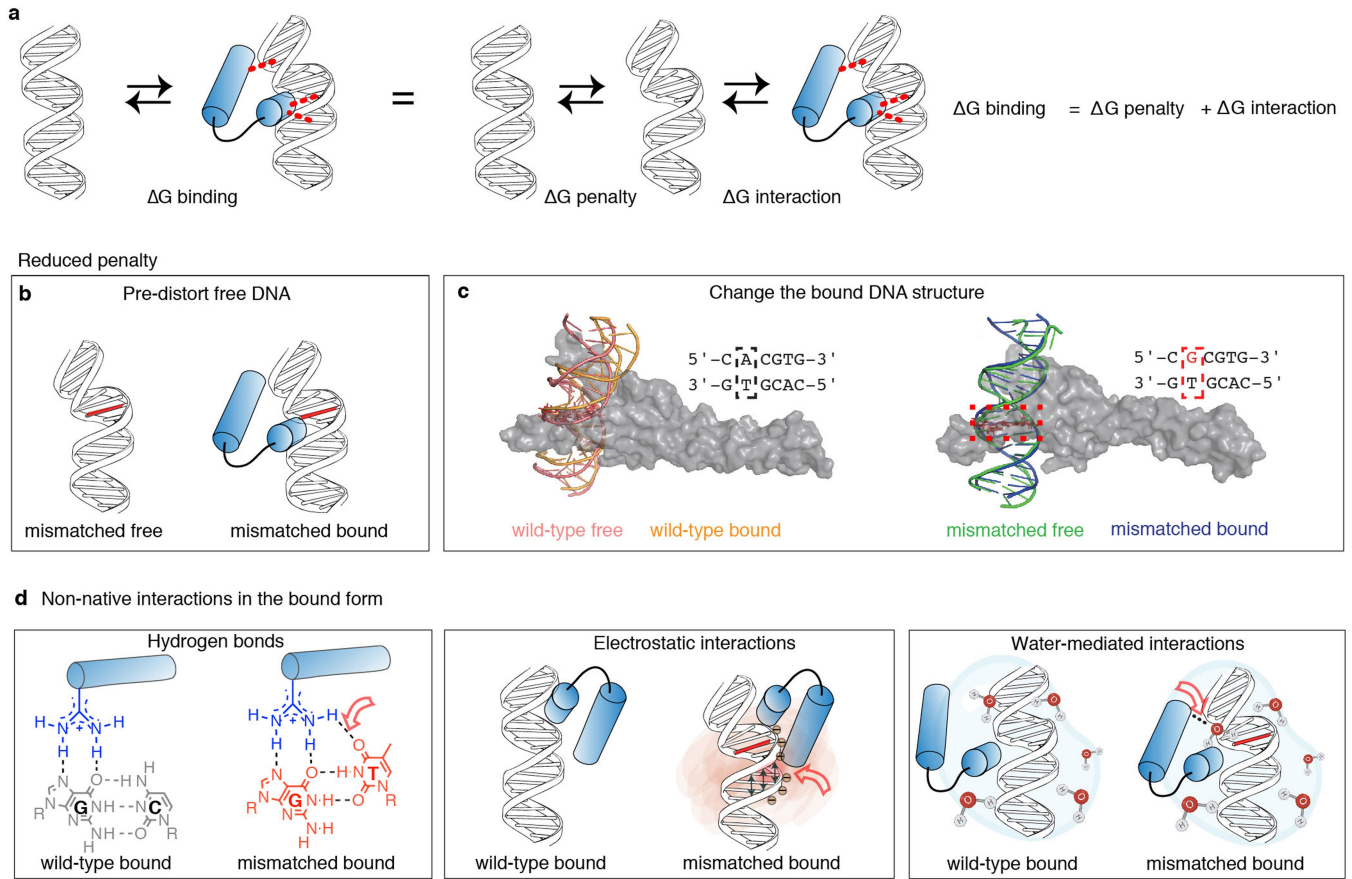 a
=
ΔG binding = ΔG penalty + ΔG interaction
ΔG binding
ΔG penalty
ΔG interaction
Reduced penalty
b
Pre-distort free DNA
mismatched free
mismatched bound
c
Change the bound DNA structure
5'-CACGTG-3'
3'-GTGCAC-5'
5'-CGCGTG-3'
3'-GTGCAC-5'
wild-type free
wild-type bound
mismatched free
mismatched bound
d Non-native interactions in the bound form
Hydrogen bonds
H N + N H
H H
N O H N H
N G NH N C
R N N O N R
H N H
wild-type bound
H N + N H
H H
N O O
N G N·H H N T
R N N O N R
N·H
H
mismatched bound
Electrostatic interactions
wild-type bound
mismatched bound
Water-mediated interactions
H O H
H O H
H O H
H O H
H O H
wild-type bound
H O H
H O H
H O H
H O H
H O H
mismatched bound